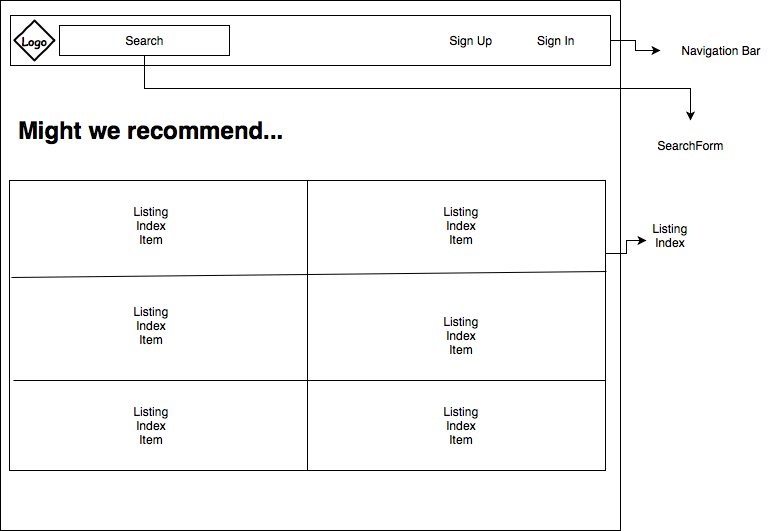 Logo
Search
Sign Up
Sign In
Navigation Bar
Might we recommend...
SearchForm
Listing
Index
Item
Listing
Index
Item
Listing
Index
Listing
Index
Item
Listing
Index
Item
Listing
Index
Item
Listing
Index
Item